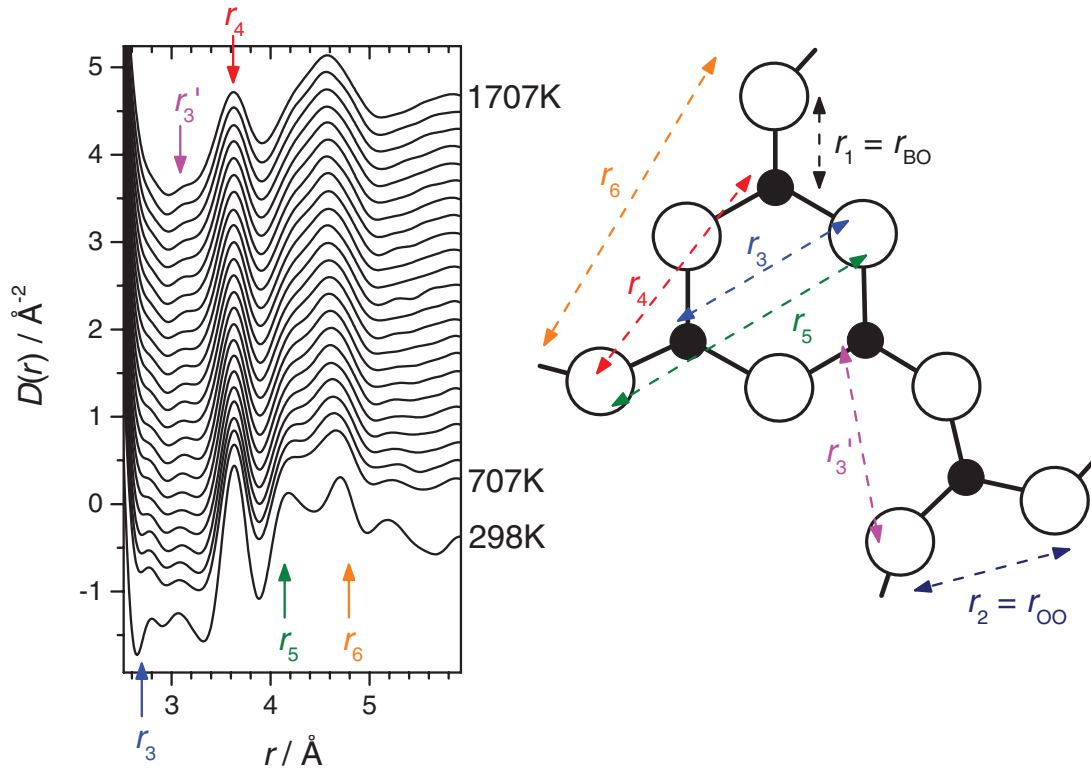 r4
r3'
5
4
3
2
1
0
-1
D(r) / Å-2
1707K
707K
298K
r5
r6
r3
3
4
5
r / Å
r6
r1 = rBO
r4
r3
r5
r3'
r2 = rOO